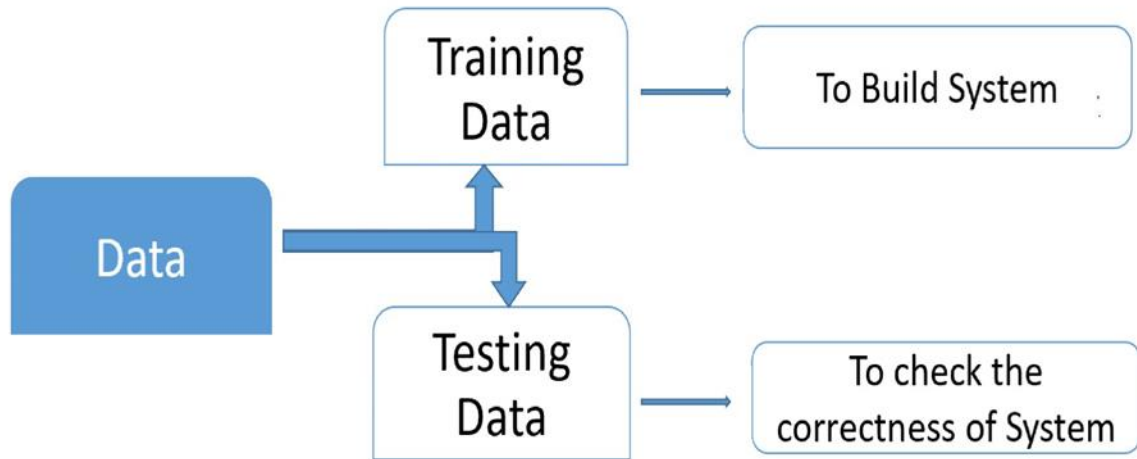 Data
Training
Data
To Build System
Testing
Data
To check the
correctness of System